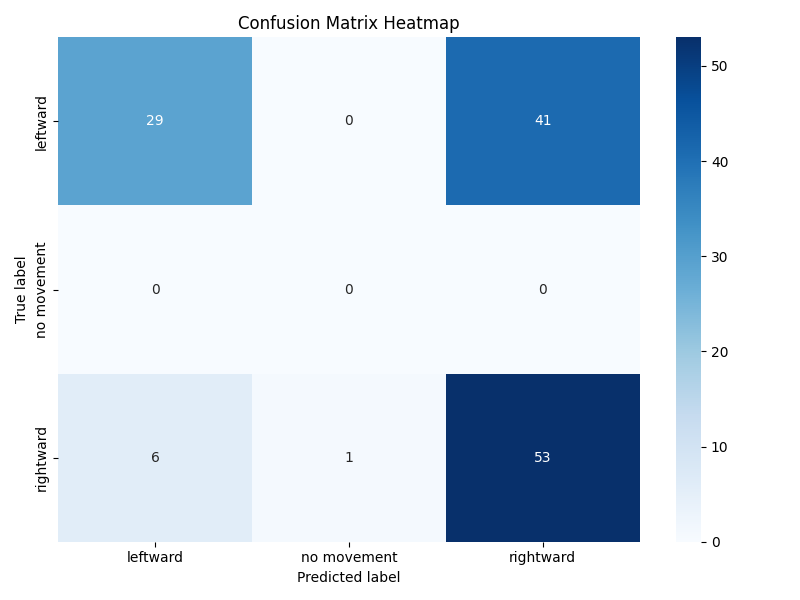 Confusion Matrix Heatmap
True label
leftward
29 0 41
no movement
0 0 0
rightward
6 1 53
leftward no movement rightward
Predicted label
50
40
30
20
10
0